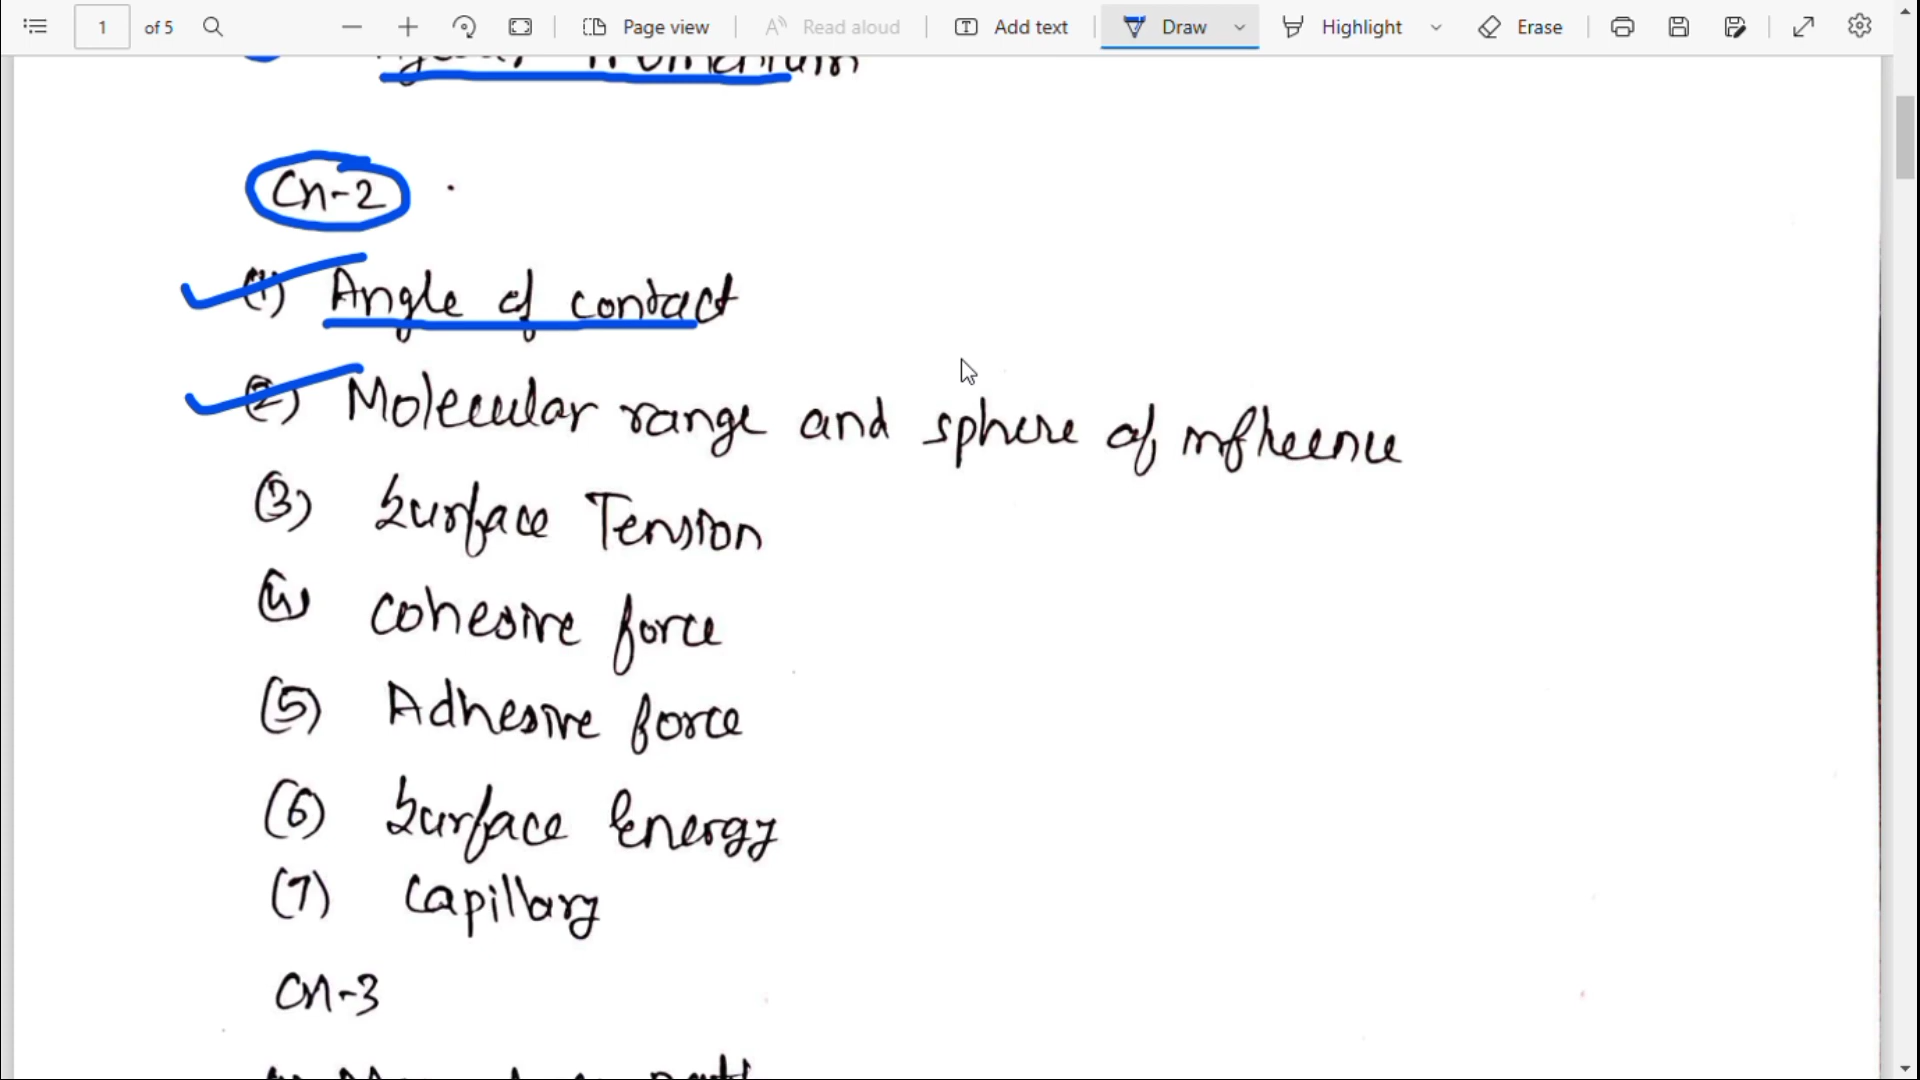 1 of 5 Page view Read aloud Add text Draw Highlight Erase
momentum
Ch-2
(1) Angle of contact
(2) Molecular range and sphere of influence
(3) Surface Tension
(4) Cohesive force
(5) Adhesive force
(6) Surface Energy
(7) Capillary
Ch-3